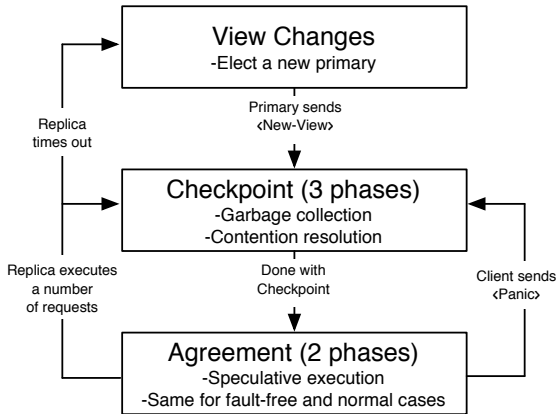 View Changes
-Elect a new primary
Primary sends
‹New-View›
Replica
times out
Checkpoint (3 phases)
-Garbage collection
-Contention resolution
Replica executes
a number
of requests
Done with
Checkpoint
Client sends
‹Panic›
Agreement (2 phases)
-Speculative execution
-Same for fault-free and normal cases